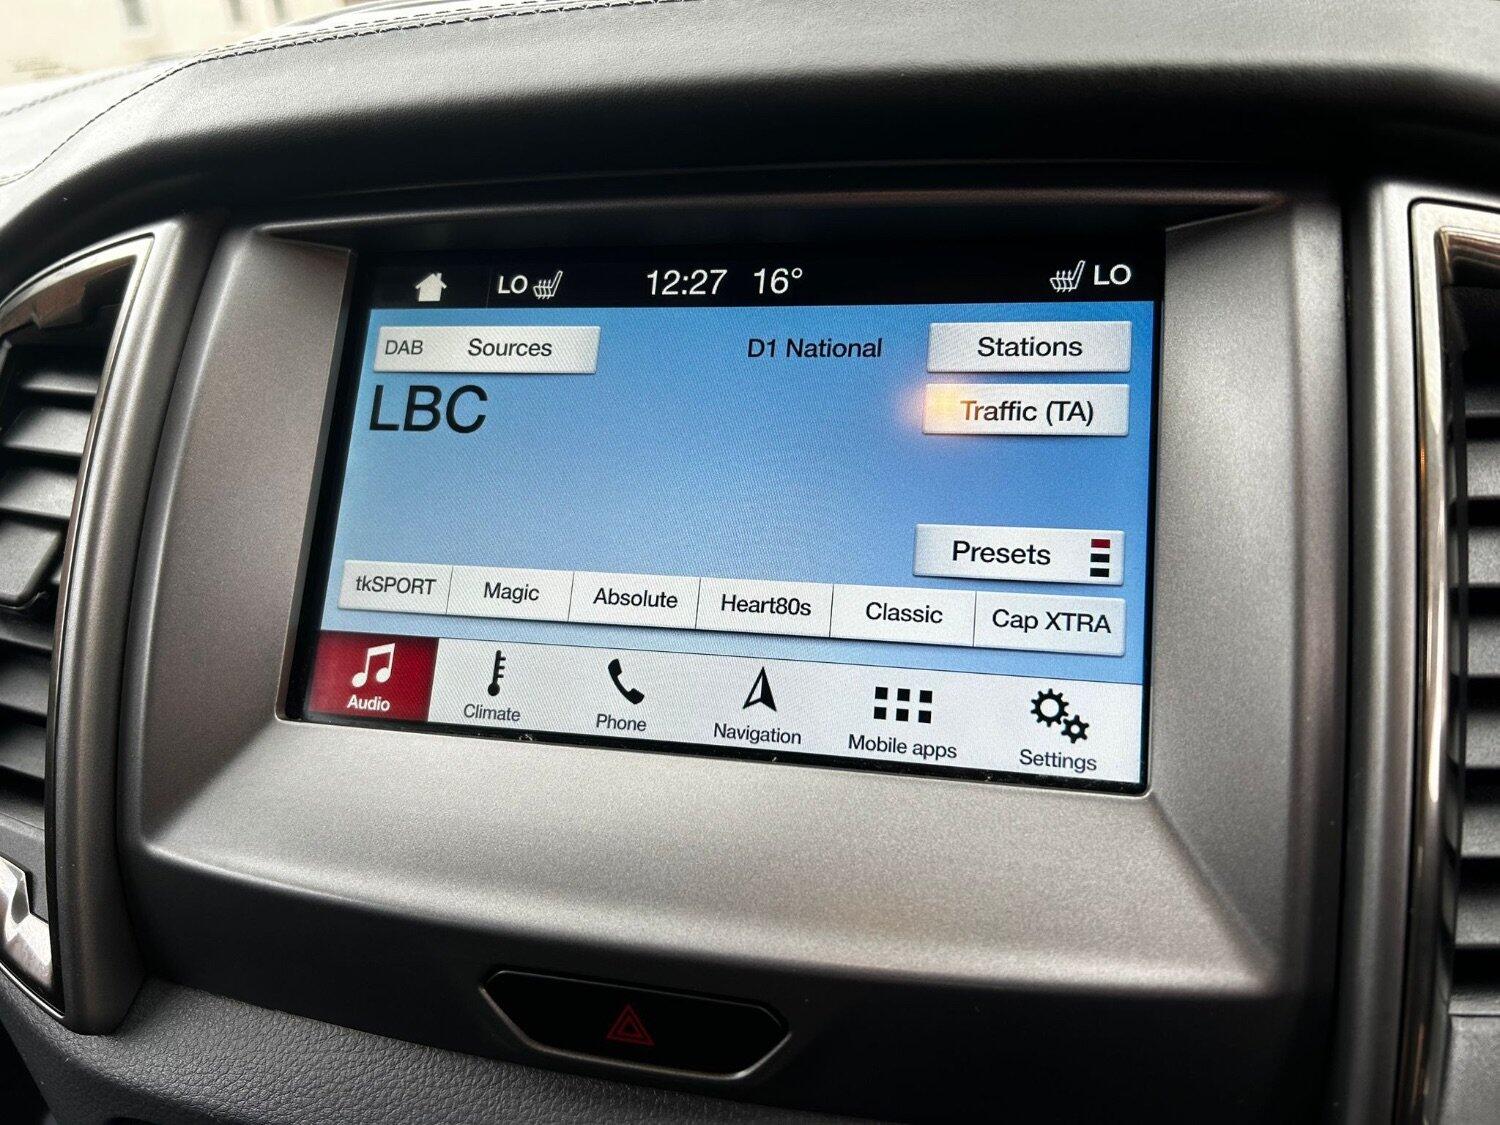 LO 12:27 16° LO
DAB Sources D1 National Stations
LBC
Traffic (TA)
Presets
tkSPORT Magic Absolute Heart80s Classic Cap XTRA
Audio Climate Phone Navigation Mobile apps Settings